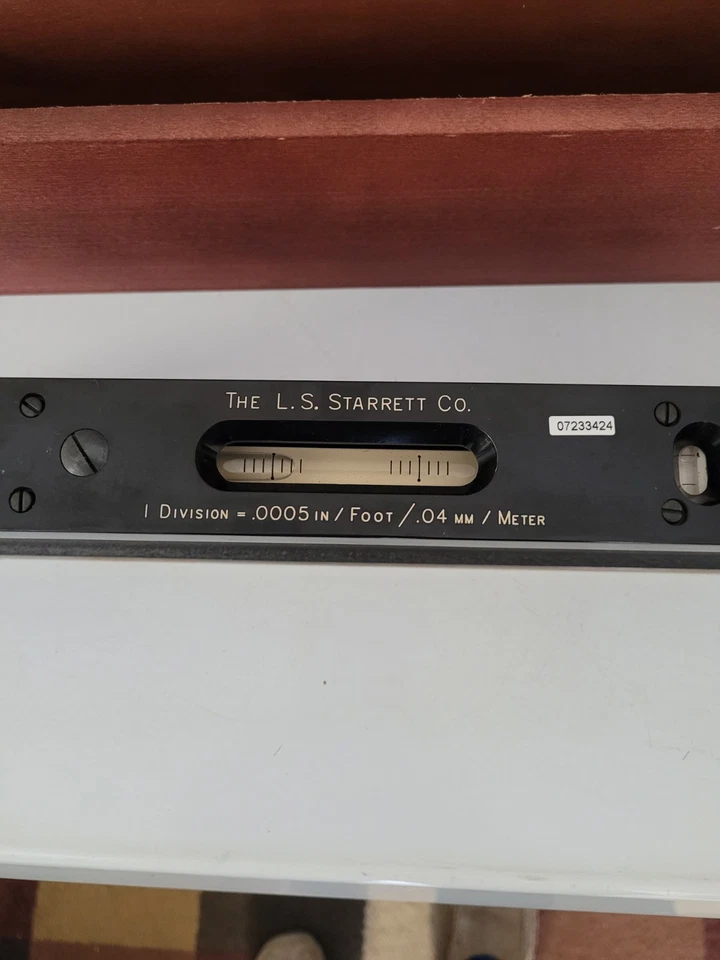 THE L.S. STARRETT CO.
07233424
1 DIVISION = .0005 IN / FOOT / .04 MM / METER